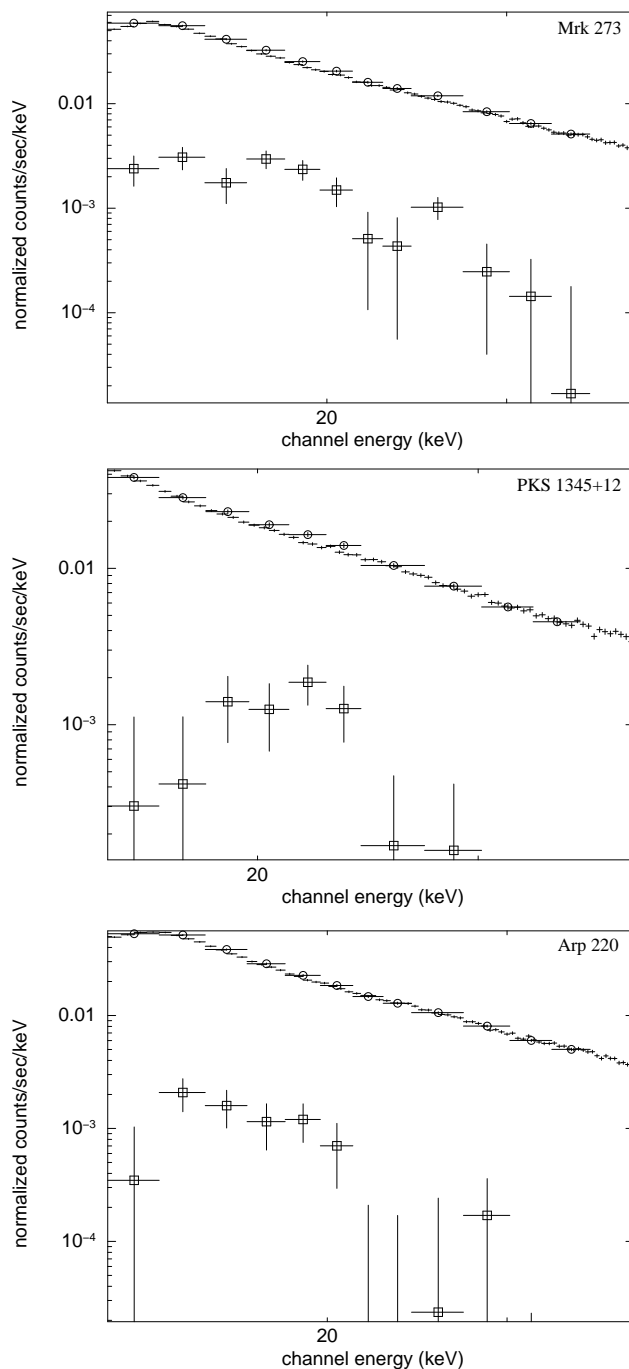 Mrk 273
normalized counts/sec/keV
0.01
10⁻³
10⁻⁴
20
channel energy (keV)
PKS 1345+12
normalized counts/sec/keV
0.01
10⁻³
20
channel energy (keV)
Arp 220
normalized counts/sec/keV
0.01
10⁻³
10⁻⁴
20
channel energy (keV)